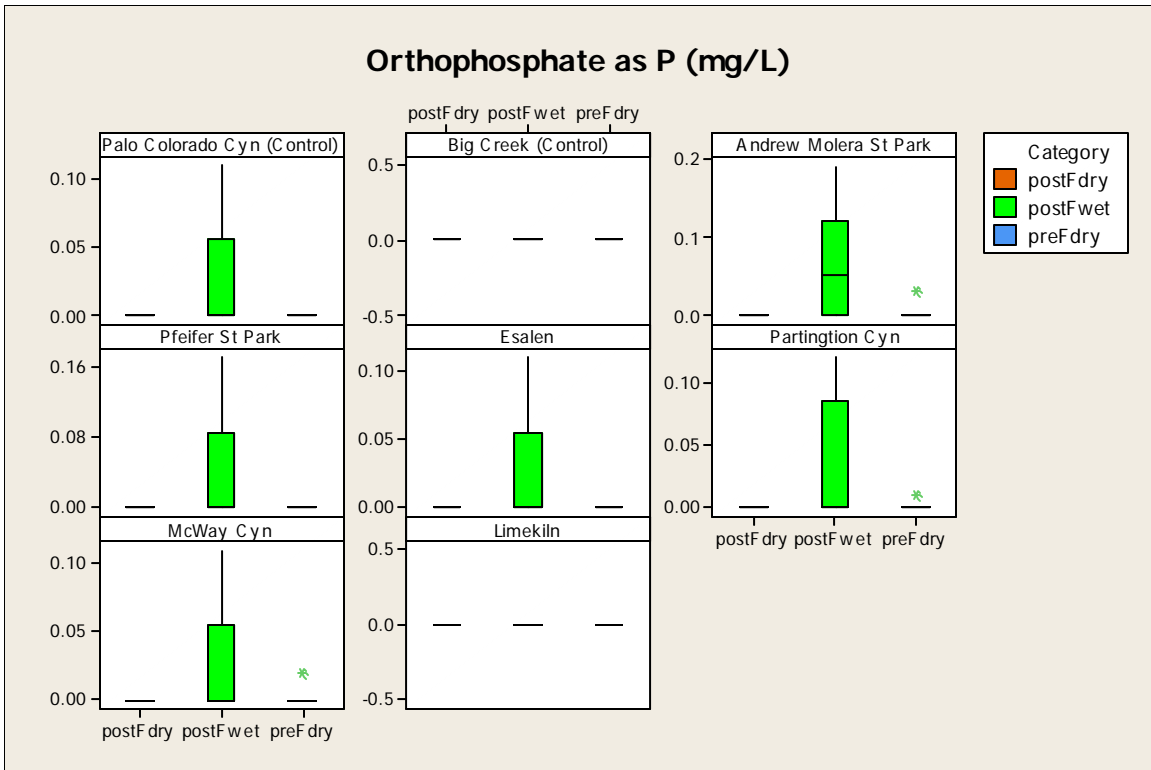 Orthophosphate as P (mg/L)
postFdry postFwet preFdry
Palo Colorado Cyn (Control)
Big Creek (Control)
Andrew Molera St Park
0.10
0.05
0.00
0.5
0.0
-0.5
0.2
0.1
0.0
Category
postFdry
postFwet
preFdry
Pfeifer St Park
Esalen
Partington Cyn
0.16
0.08
0.00
0.10
0.05
0.00
0.10
0.05
0.00
postFdry postFwet preFdry
McWay Cyn
Limekiln
0.10
0.05
0.00
0.5
0.0
-0.5
postFdry postFwet preFdry